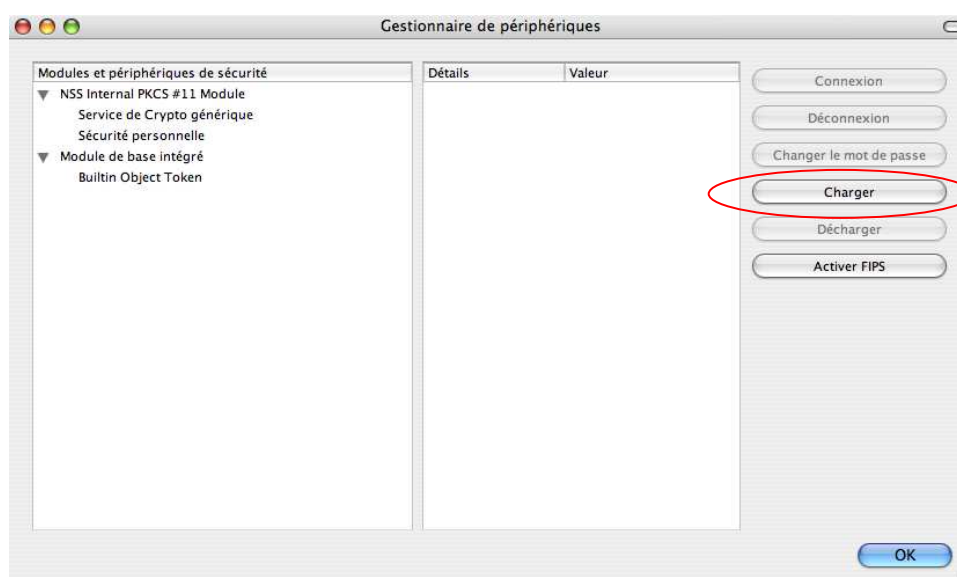 Gestionnaire de périphériques
Modules et périphériques de sécurité
Détails
Valeur
NSS Internal PKCS #11 Module
Service de Crypto générique
Sécurité personnelle
Module de base intégré
Builtin Object Token
Connexion
Déconnexion
Changer le mot de passe
Charger
Décharger
Activer FIPS
OK